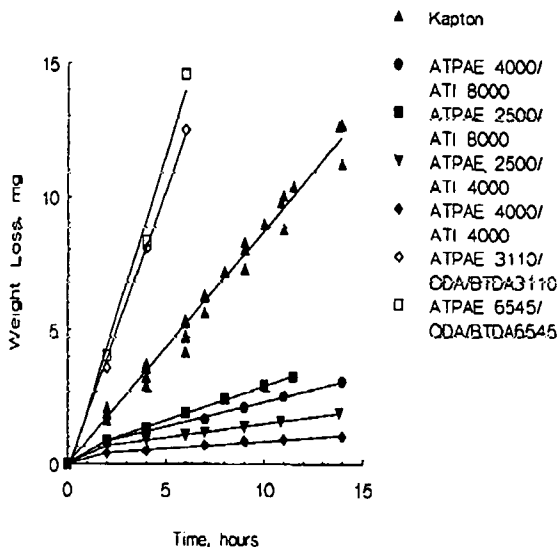 Kapton
ATPAE 4000/
ATI 8000
ATPAE 2500/
ATI 8000
ATPAE 2500/
ATI 4000
ATPAE 4000/
ATI 4000
ATPAE 3110/
ODA/BTDA3110
ATPAE 6545/
ODA/BTDA6545
15
10
5
0
Weight Loss, mg
0 5 10 15
Time, hours